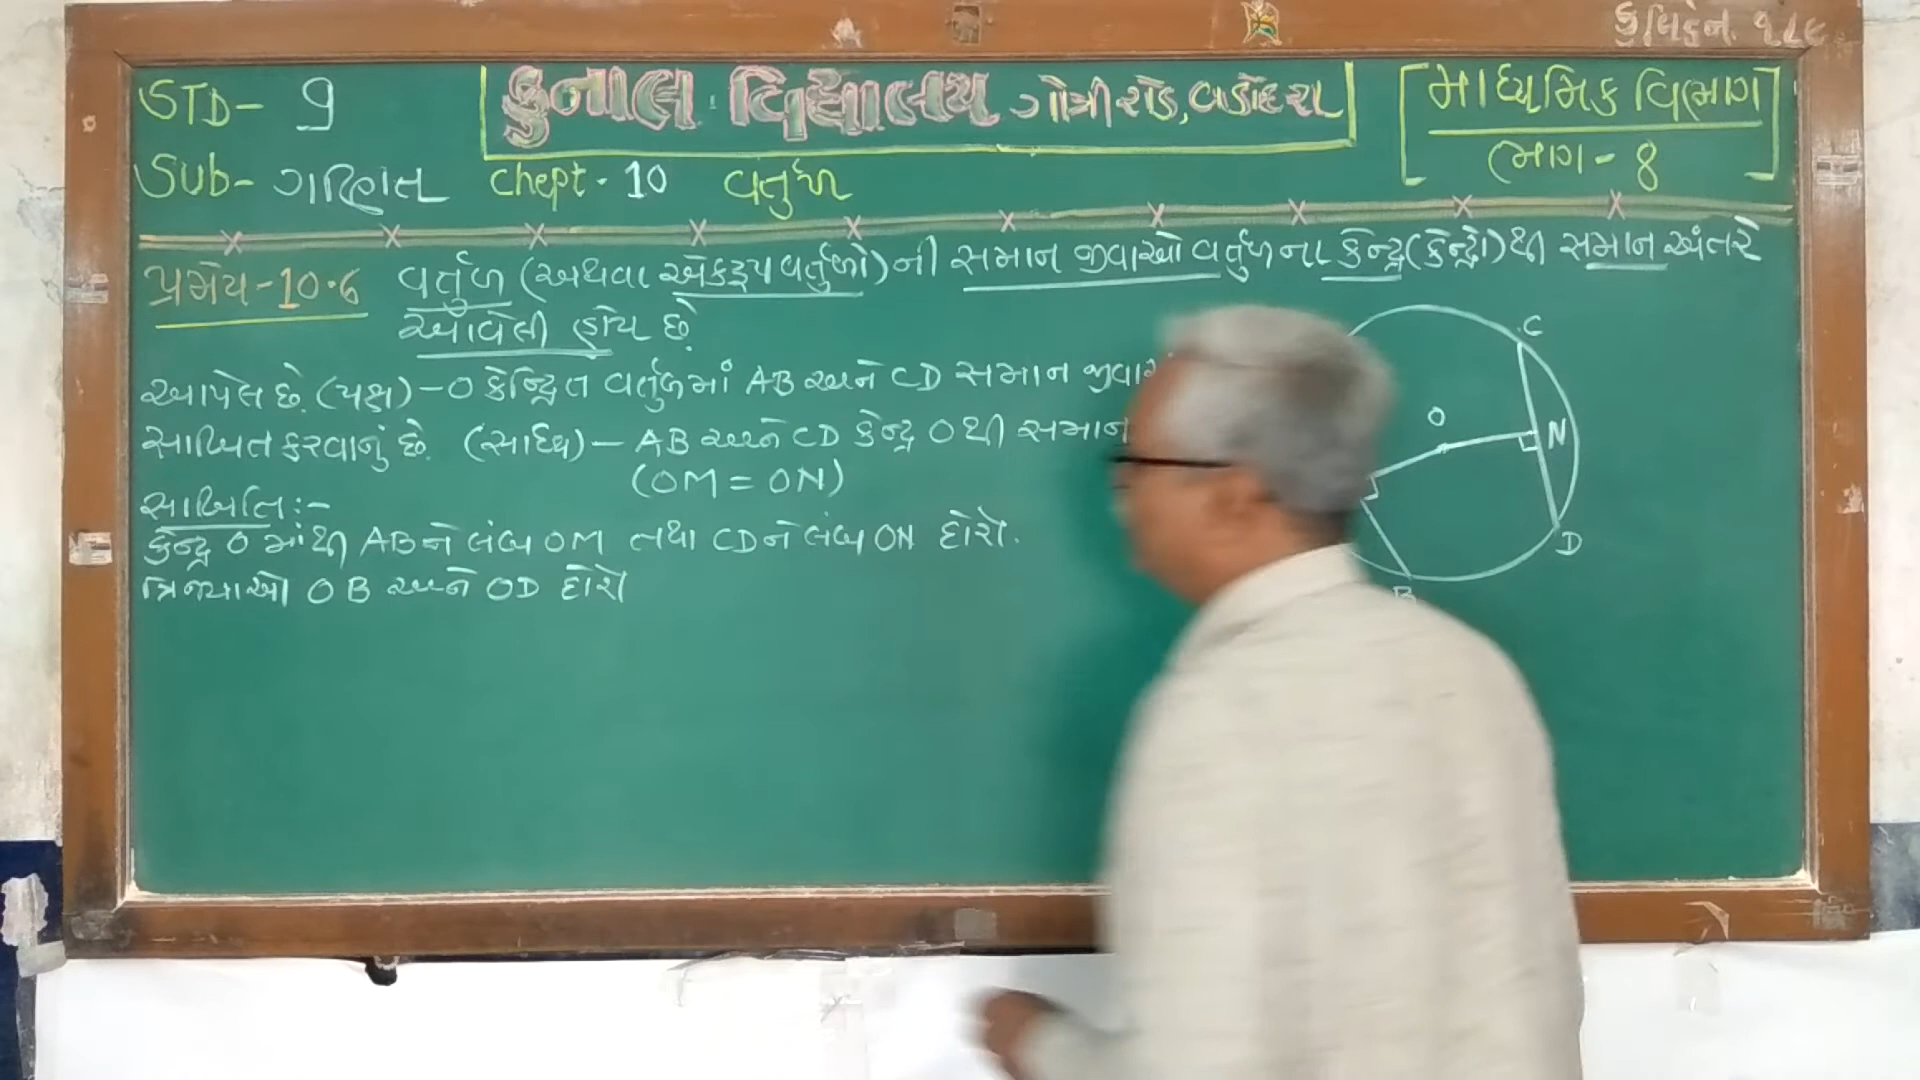 STD- 9
કુનાલ વિદ્યાલય ગોત્રી રોડ, વડોદરા
માધ્યમિક વિભાગ
ભાગ - 8
Sub- ગણિત chept - 10 વર્તુળ
પ્રમેય-10.6 વર્તુળ (અથવા એકરૂપ વર્તુળો)ની સમાન જીવાઓ વર્તુળના કેન્દ્ર(કેન્દ્રો)થી સમાન અંતરે
આવેલી હોય છે.
આપેલ છે. (પક્ષ) - O કેન્દ્રિત વર્તુળમાં AB અને CD સમાન
સાબિત કરવાનું છે. (સાધ્ય) - AB અને CD કેન્દ્ર O થી સમાન
(OM = ON)
સાબિતિ :-
કેન્દ્ર O માંથી AB ને લંબ OM તથા CD ને લંબ ON દોરો.
ત્રિજ્યાઓ OB અને OD દોરો
C
O
N
D
B